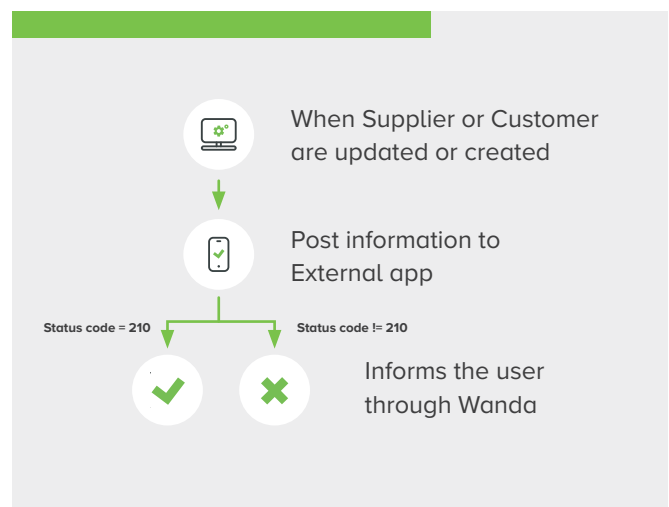 When Supplier or Customer
are updated or created
Post information to
External app
Status code = 210
Status code != 210
Informs the user
through Wanda